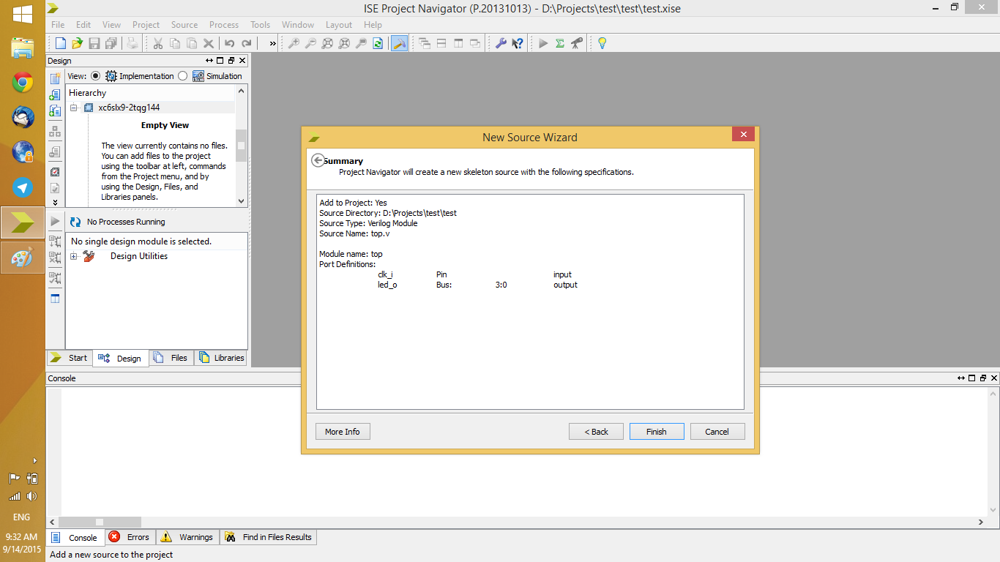 ISE Project Navigator (P.20131013) - D:\Projects\test\test\test.xise
File Edit View Project Source Process Tools Window Layout Help
»
Design
View: Implementation Simulation
Hierarchy
xc6slx9-2tqg144
Empty View
The view currently contains no files.
You can add files to the project
using the toolbar at left, commands
from the Project menu, and by
using the Design, Files, and
Libraries panels.
No Processes Running
No single design module is selected.
Design Utilities
Start Design Files Libraries
New Source Wizard
Summary
Project Navigator will create a new skeleton source with the following specifications.
Add to Project: Yes
Source Directory: D:\Projects\test\test
Source Type: Verilog Module
Source Name: top.v
Module name: top
Port Definitions:
clk_i Pin input
led_o Bus: 3:0 output
More Info < Back Finish Cancel
Console
Console Errors Warnings Find in Files Results
Add a new source to the project
ENG
9:32 AM
9/14/2015